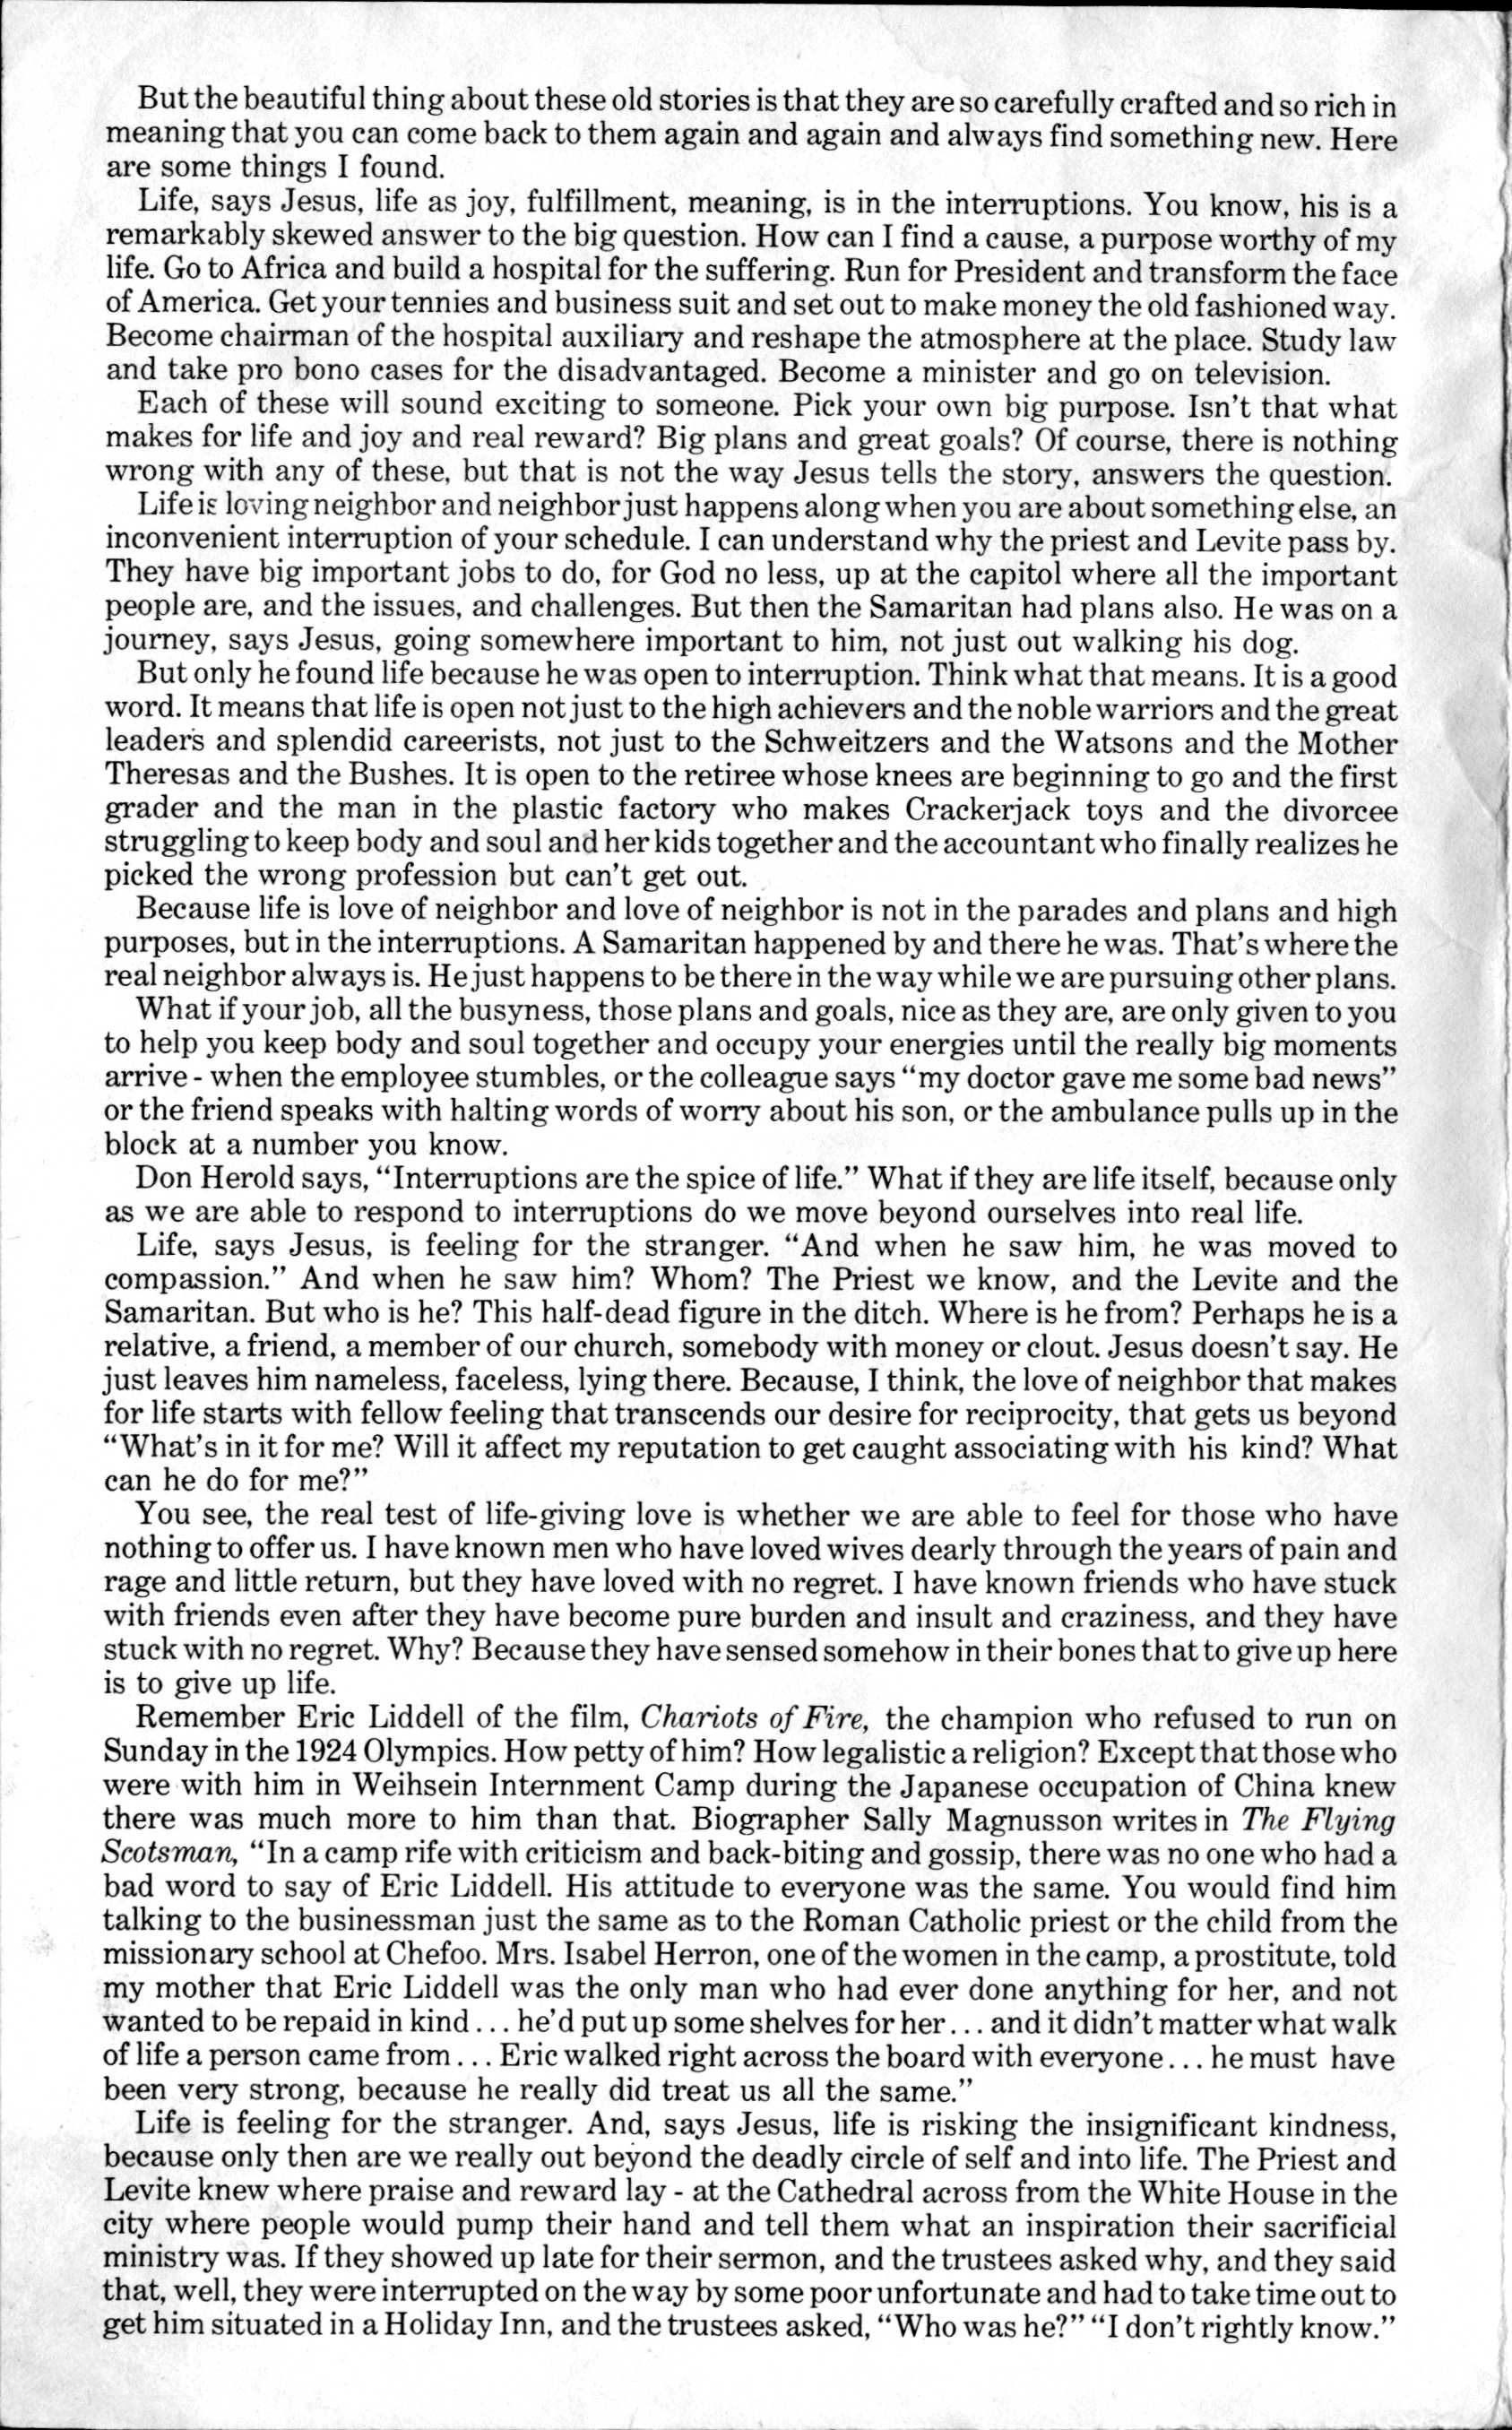 But the beautiful thing about these old stories is that they are so carefully crafted and so rich in
meaning that you can come back to them again and again and always find something new. Here
are some things I found.
Life, says Jesus, life as joy, fulfillment, meaning, is in the interruptions. You know, his is a
remarkably skewed answer to the big question. How can I find a cause, a purpose worthy of my
life. Go to Africa and build a hospital for the suffering. Run for President and transform the face
of America. Get your tennies and business suit and set out to make money the old fashioned way.
Become chairman of the hospital auxiliary and reshape the atmosphere at the place. Study law
and take pro bono cases for the disadvantaged. Become a minister and go on television.
Each of these will sound exciting to someone. Pick your own big purpose. Isn't that what
makes for life and joy and real reward? Big plans and great goals? Of course, there is nothing
wrong with any of these, but that is not the way Jesus tells the story, answers the question.
Life is loving neighbor and neighbor just happens along when you are about something else, an
inconvenient interruption of your schedule. I can understand why the priest and Levite pass by.
They have big important jobs to do, for God no less, up at the capitol where all the important
people are, and the issues, and challenges. But then the Samaritan had plans also. He was on a
journey, says Jesus, going somewhere important to him, not just out walking his dog.
But only he found life because he was open to interruption. Think what that means. It is a good
word. It means that life is open not just to the high achievers and the noble warriors and the great
leaders and splendid careerists, not just to the Schweitzers and the Watsons and the Mother
Theresas and the Bushes. It is open to the retiree whose knees are beginning to go and the first
grader and the man in the plastic factory who makes Crackerjack toys and the divorcee
struggling to keep body and soul and her kids together and the accountant who finally realizes he
picked the wrong profession but can't get out.
Because life is love of neighbor and love of neighbor is not in the parades and plans and high
purposes, but in the interruptions. A Samaritan happened by and there he was. That's where the
real neighbor always is. He just happens to be there in the way while we are pursuing other plans.
What if your job, all the busyness, those plans and goals, nice as they are, are only given to you
to help you keep body and soul together and occupy your energies until the really big moments
arrive - when the employee stumbles, or the colleague says "my doctor gave me some bad news"
or the friend speaks with halting words of worry about his son, or the ambulance pulls up in the
block at a number you know.
Don Herold says, "Interruptions are the spice of life." What if they are life itself, because only
as we are able to respond to interruptions do we move beyond ourselves into real life.
Life, says Jesus, is feeling for the stranger. "And when he saw him, he was moved to
compassion." And when he saw him? Whom? The Priest we know, and the Levite and the
Samaritan. But who is he? This half-dead figure in the ditch. Where is he from? Perhaps he is a
relative, a friend, a member of our church, somebody with money or clout. Jesus doesn't say. He
just leaves him nameless, faceless, lying there. Because, I think, the love of neighbor that makes
for life starts with fellow feeling that transcends our desire for reciprocity, that gets us beyond
"What's in it for me? Will it affect my reputation to get caught associating with his kind? What
can he do for me?"
You see, the real test of life-giving love is whether we are able to feel for those who have
nothing to offer us. I have known men who have loved wives dearly through the years of pain and
rage and little return, but they have loved with no regret. I have known friends who have stuck
with friends even after they have become pure burden and insult and craziness, and they have
stuck with no regret. Why? Because they have sensed somehow in their bones that to give up here
is to give up life.
Remember Eric Liddell of the film, Chariots of Fire, the champion who refused to run on
Sunday in the 1924 Olympics. How petty of him? How legalistic a religion? Except that those who
were with him in Weihsein Internment Camp during the Japanese occupation of China knew
there was much more to him than that. Biographer Sally Magnusson writes in The Flying
Scotsman, "In a camp rife with criticism and back-biting and gossip, there was no one who had a
bad word to say of Eric Liddell. His attitude to everyone was the same. You would find him
talking to the businessman just the same as to the Roman Catholic priest or the child from the
missionary school at Chefoo. Mrs. Isabel Herron, one of the women in the camp, a prostitute, told
my mother that Eric Liddell was the only man who had ever done anything for her, and not
wanted to be repaid in kind... he'd put up some shelves for her... and it didn't matter what walk
of life a person came from... Eric walked right across the board with everyone... he must have
been very strong, because he really did treat us all the same."
Life is feeling for the stranger. And, says Jesus, life is risking the insignificant kindness,
because only then are we really out beyond the deadly circle of self and into life. The Priest and
Levite knew where praise and reward lay - at the Cathedral across from the White House in the
city where people would pump their hand and tell them what an inspiration their sacrificial
ministry was. If they showed up late for their sermon, and the trustees asked why, and they said
that, well, they were interrupted on the way by some poor unfortunate and had to take time out to
get him situated in a Holiday Inn, and the trustees asked, "Who was he?" "I don't rightly know."